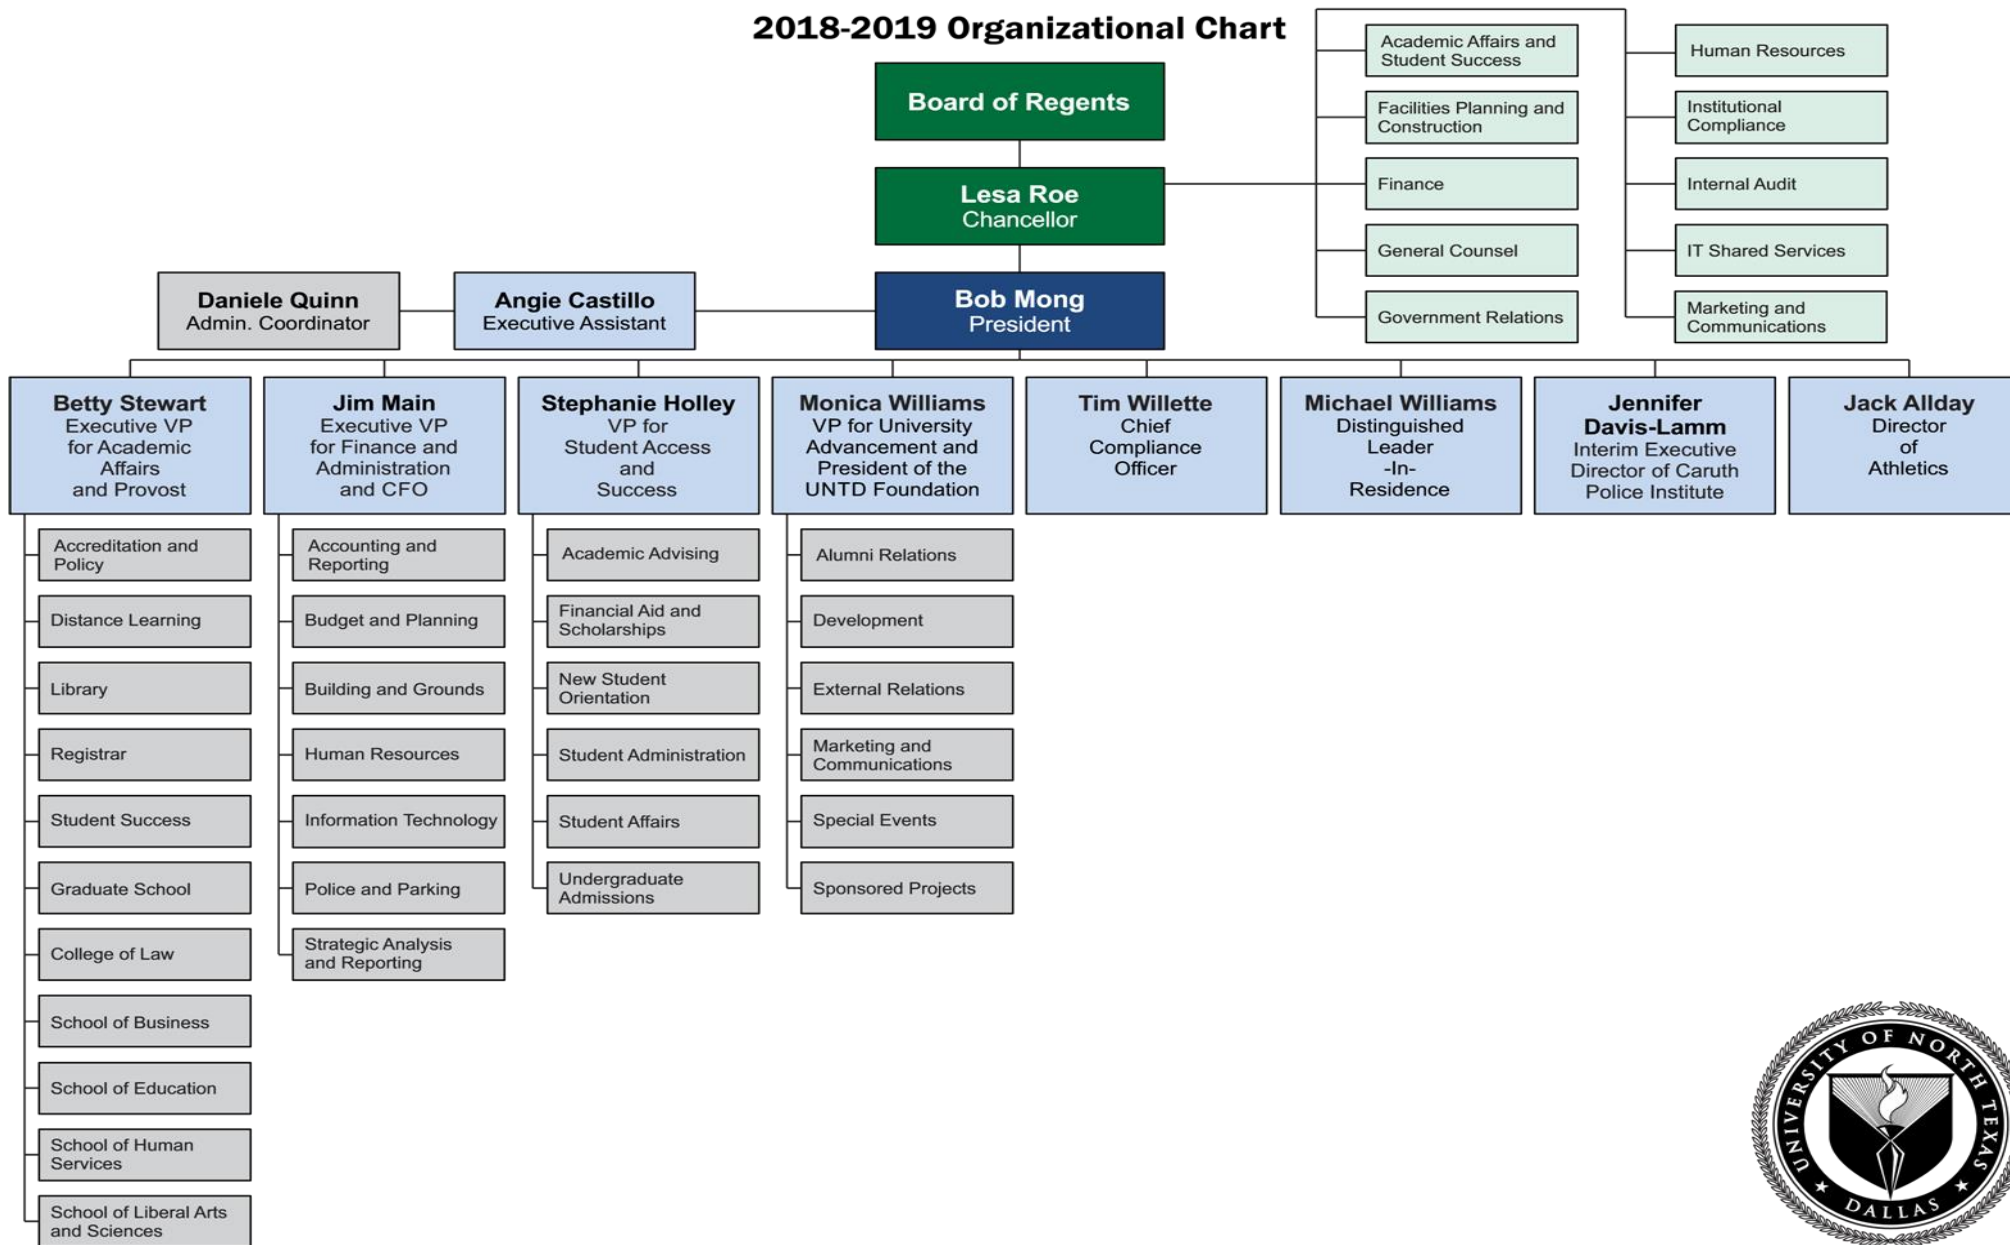 2018-2019 Organizational Chart
Board of Regents
Lesa Roe
Chancellor
Academic Affairs and
Student Success
Facilities Planning and
Construction
Finance
General Counsel
Government Relations
Human Resources
Institutional
Compliance
Internal Audit
IT Shared Services
Marketing and
Communications
Daniele Quinn
Admin. Coordinator
Angie Castillo
Executive Assistant
Bob Mong
President
Betty Stewart
Executive VP
for Academic
Affairs
and Provost
Accreditation and
Policy
Distance Learning
Library
Registrar
Student Success
Graduate School
College of Law
School of Business
School of Education
School of Human
Services
School of Liberal Arts
and Sciences
Jim Main
Executive VP
for Finance and
Administration
and CFO
Accounting and
Reporting
Budget and Planning
Building and Grounds
Human Resources
Information Technology
Police and Parking
Strategic Analysis
and Reporting
Stephanie Holley
VP for
Student Access
and
Success
Academic Advising
Financial Aid and
Scholarships
New Student
Orientation
Student Administration
Student Affairs
Undergraduate
Admissions
Monica Williams
VP for University
Advancement and
President of the
UNTD Foundation
Alumni Relations
Development
External Relations
Marketing and
Communications
Special Events
Sponsored Projects
Tim Willette
Chief
Compliance
Officer
Michael Williams
Distinguished
Leader
-In-
Residence
Jennifer
Davis-Lamm
Interim Executive
Director of Caruth
Police Institute
Jack Allday
Director
of
Athletics
UNIVERSITY OF NORTH TEXAS
DALLAS